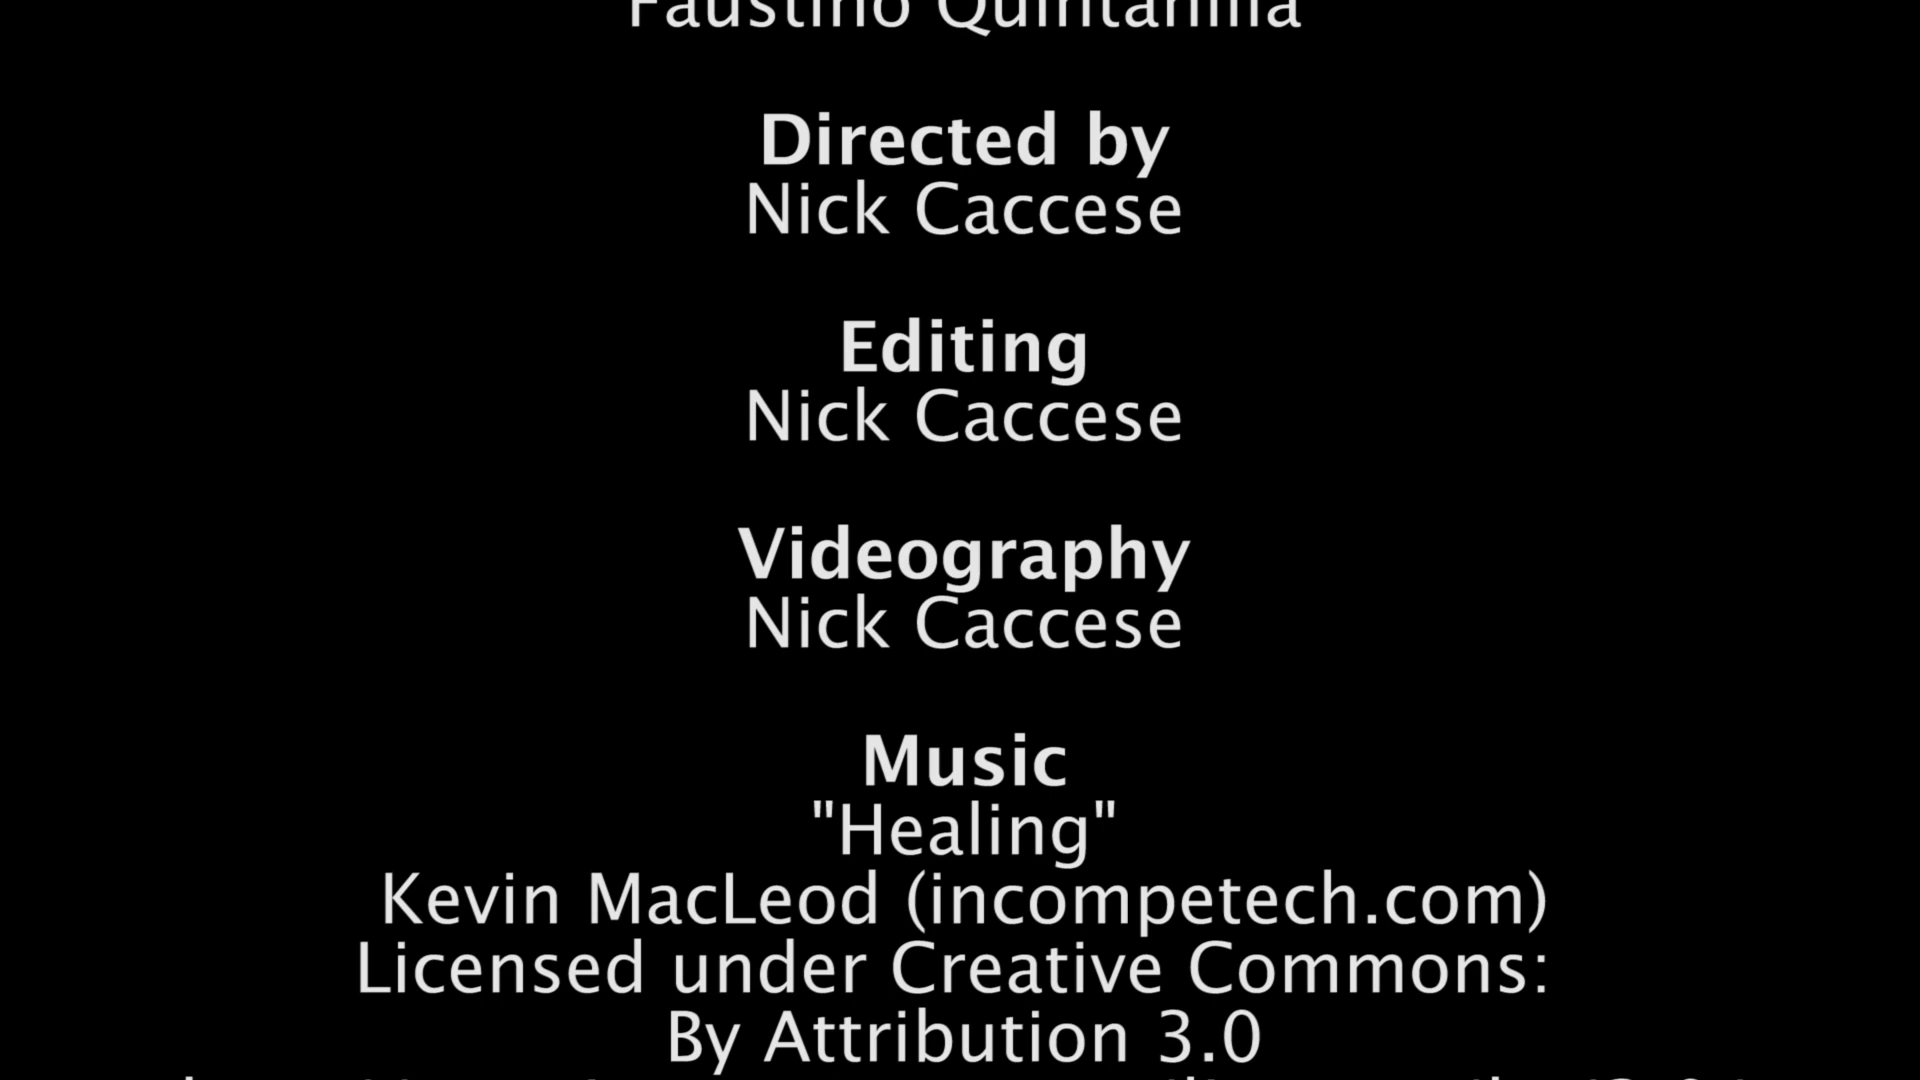 Faustino Quintanilla
Directed by
Nick Caccese
Editing
Nick Caccese
Videography
Nick Caccese
Music
"Healing"
Kevin MacLeod (incompetech.com)
Licensed under Creative Commons:
By Attribution 3.0